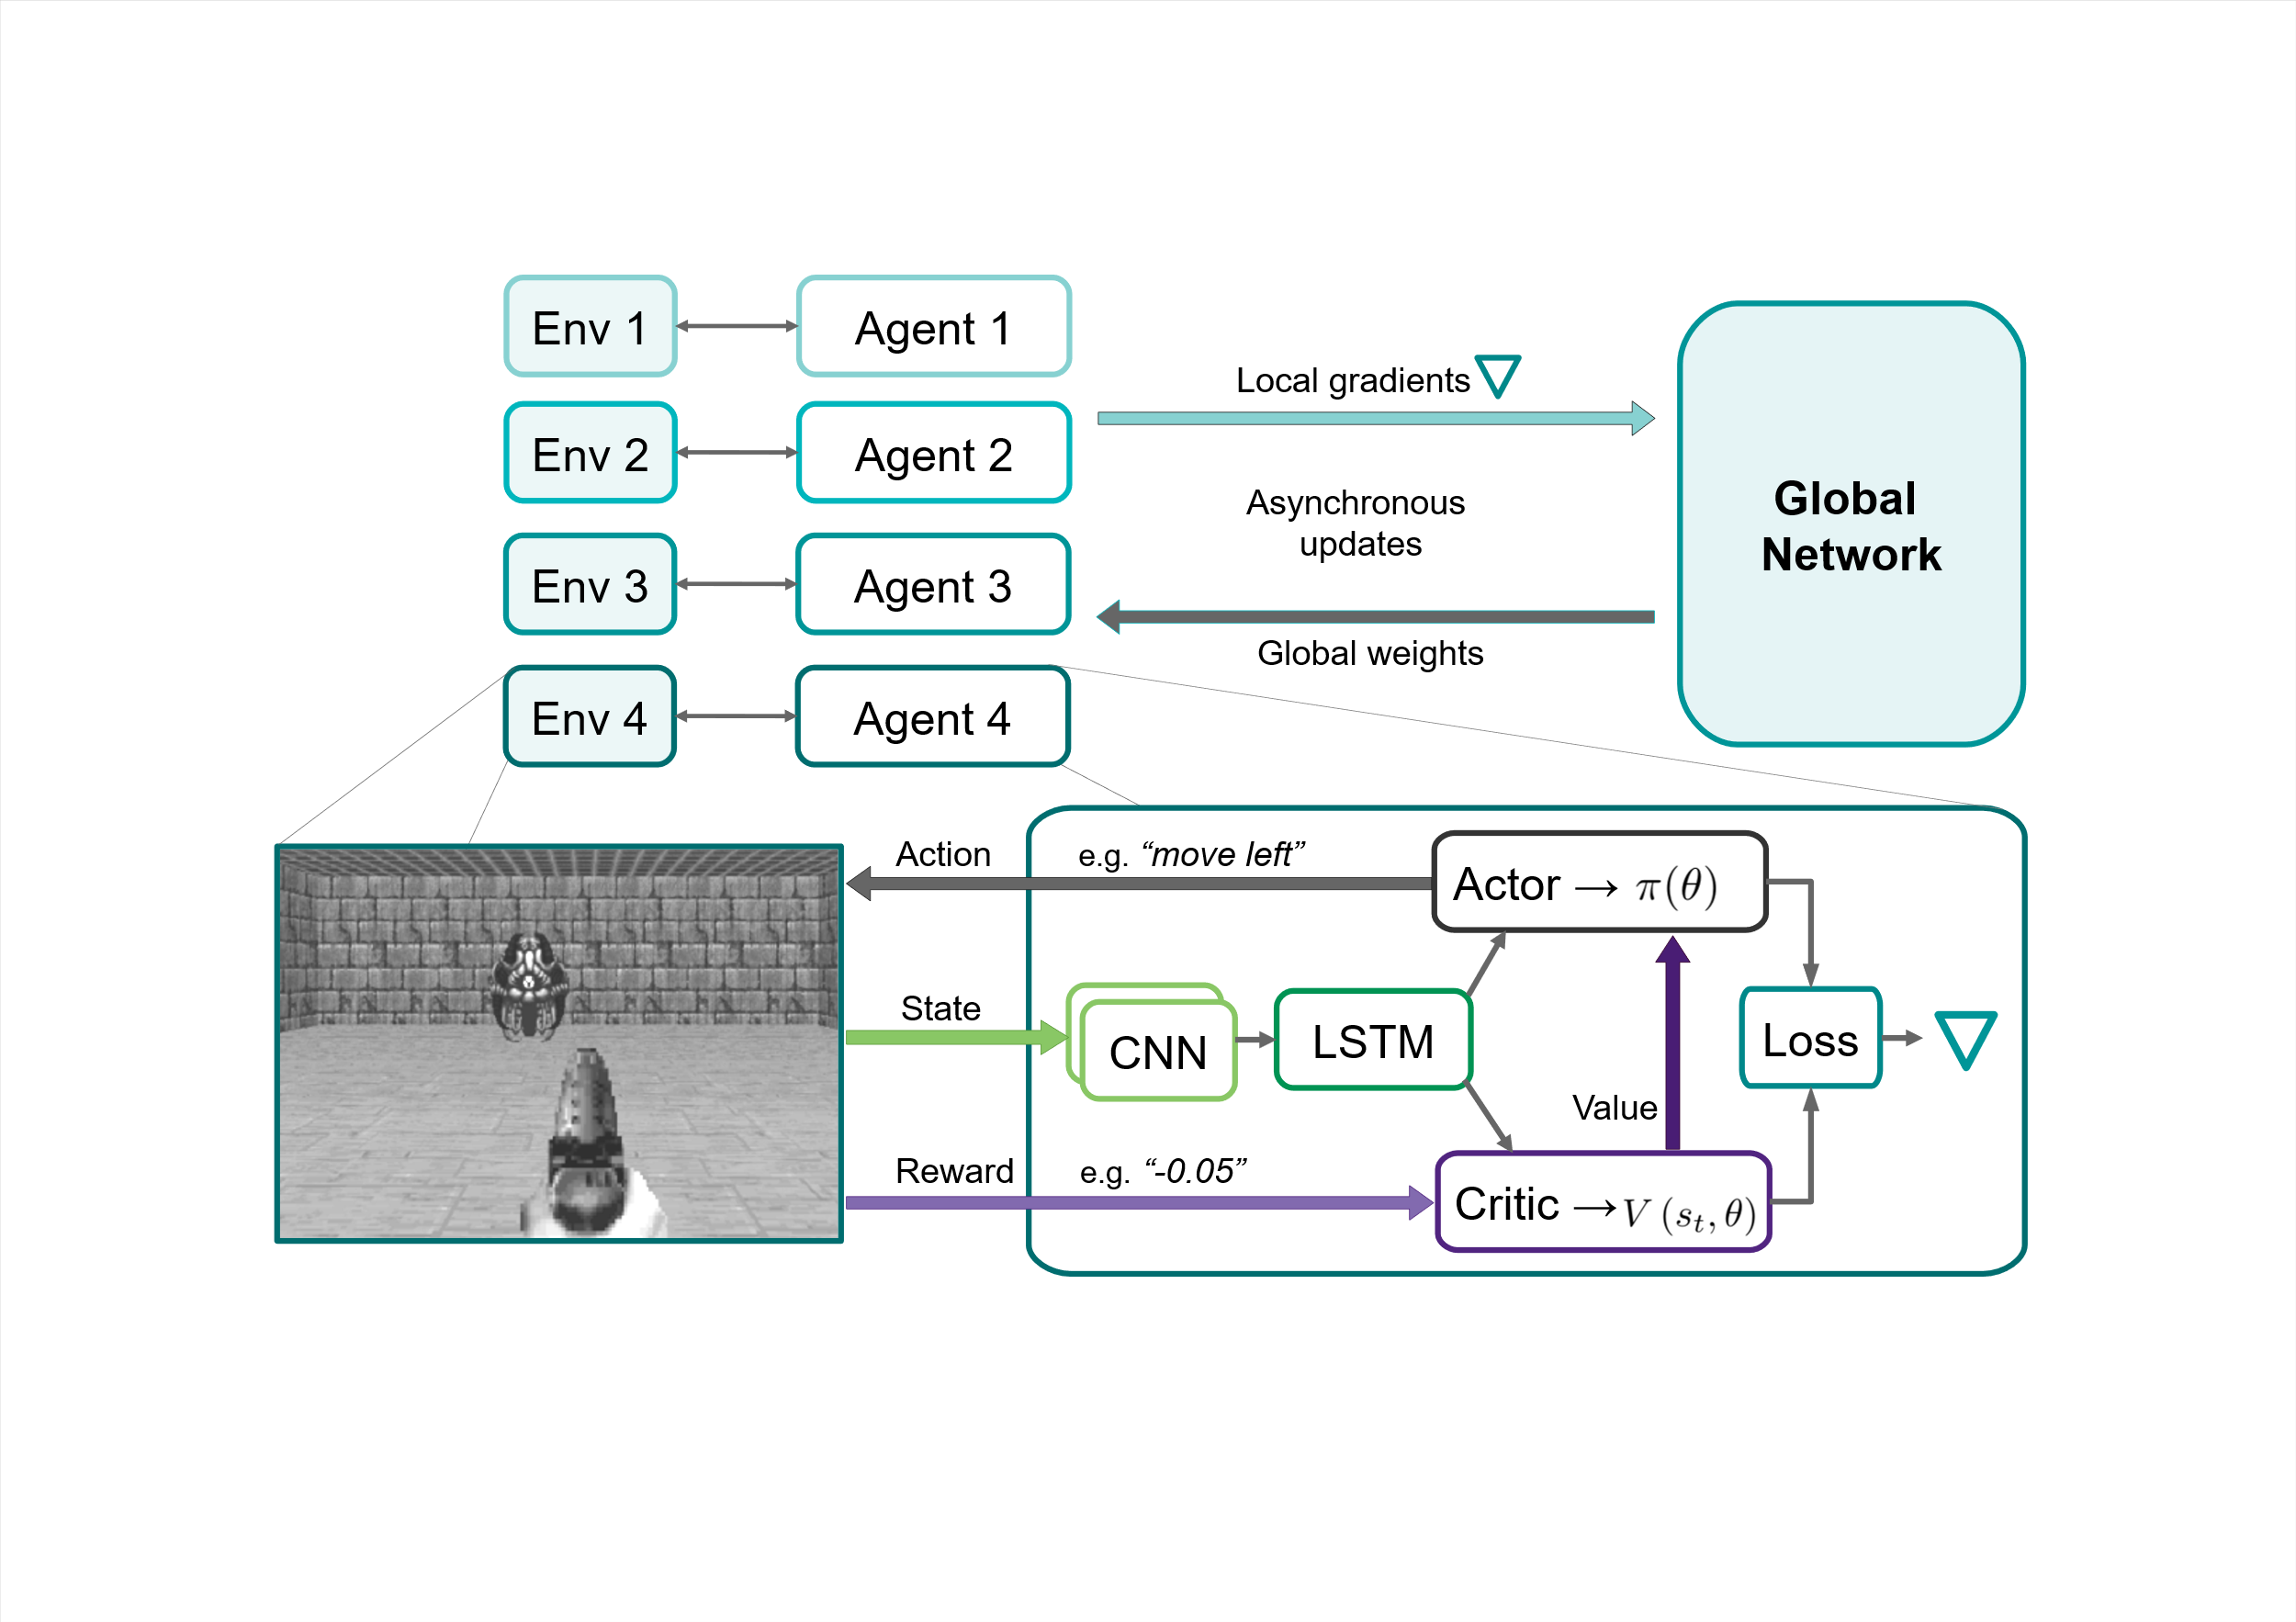 Env 1
Agent 1
Env 2
Agent 2
Env 3
Agent 3
Env 4
Agent 4
Local gradients ▽
Asynchronous
updates
Global weights
Global
Network
Action
e.g. “move left”
Actor → π(θ)
State
CNN
LSTM
Loss
▽
Value
Reward
e.g. “-0.05”
Critic → V (s_t, θ)